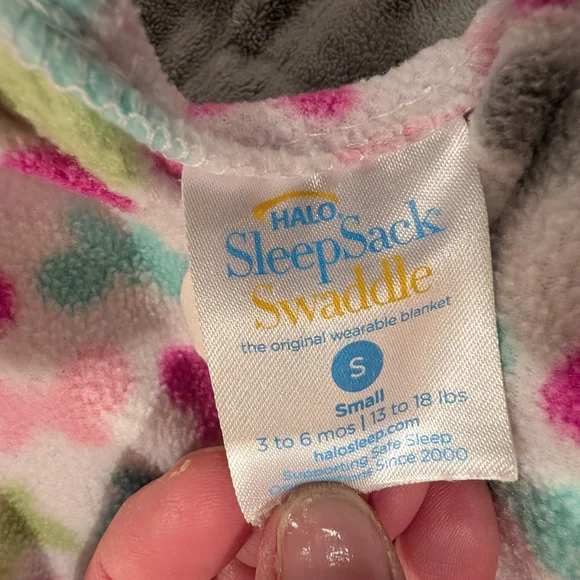 HALO
SleepSack
Swaddle
the original wearable blanket
S
Small
3 to 6 mos | 13 to 18 lbs
halosleep.com
Supporting Safe Sleep
Since 2000